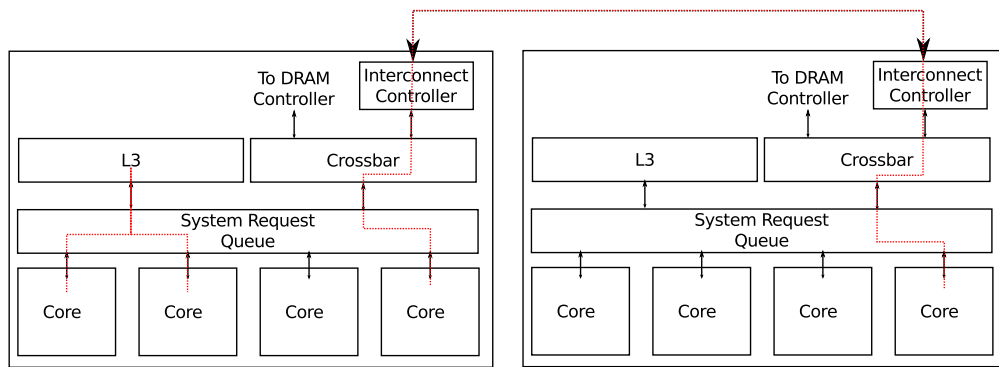 To DRAM
Controller
Interconnect
Controller
L3
Crossbar
System Request
Queue
Core
Core
Core
Core
To DRAM
Controller
Interconnect
Controller
L3
Crossbar
System Request
Queue
Core
Core
Core
Core